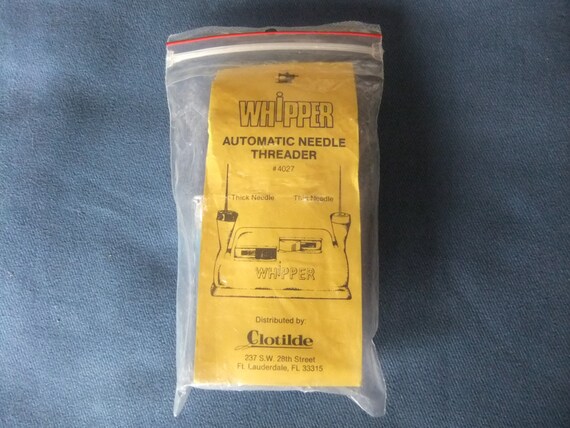 WHiPPER
AUTOMATIC NEEDLE
THREADER
#4027
Thick Needle Thin Needle
WHiPPER
Distributed by:
Clotilde
237 S.W. 28th Street
Ft. Lauderdale, FL 33315